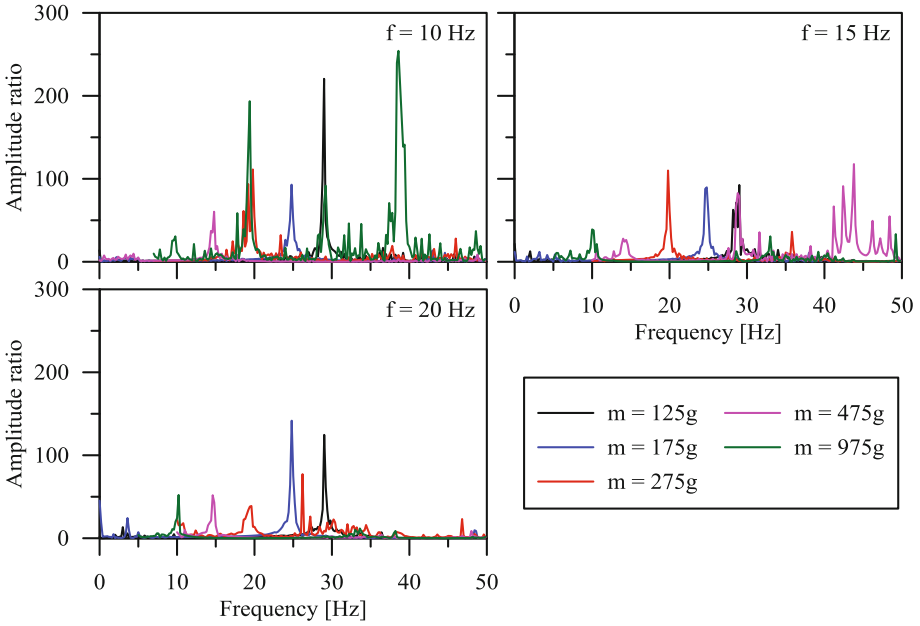 300
200
100
0
Amplitude ratio
f = 10 Hz
f = 15 Hz
0 10 20 30 40 50
Frequency [Hz]
300
200
100
0
Amplitude ratio
f = 20 Hz
0 10 20 30 40 50
Frequency [Hz]
m = 125g
m = 175g
m = 275g
m = 475g
m = 975g